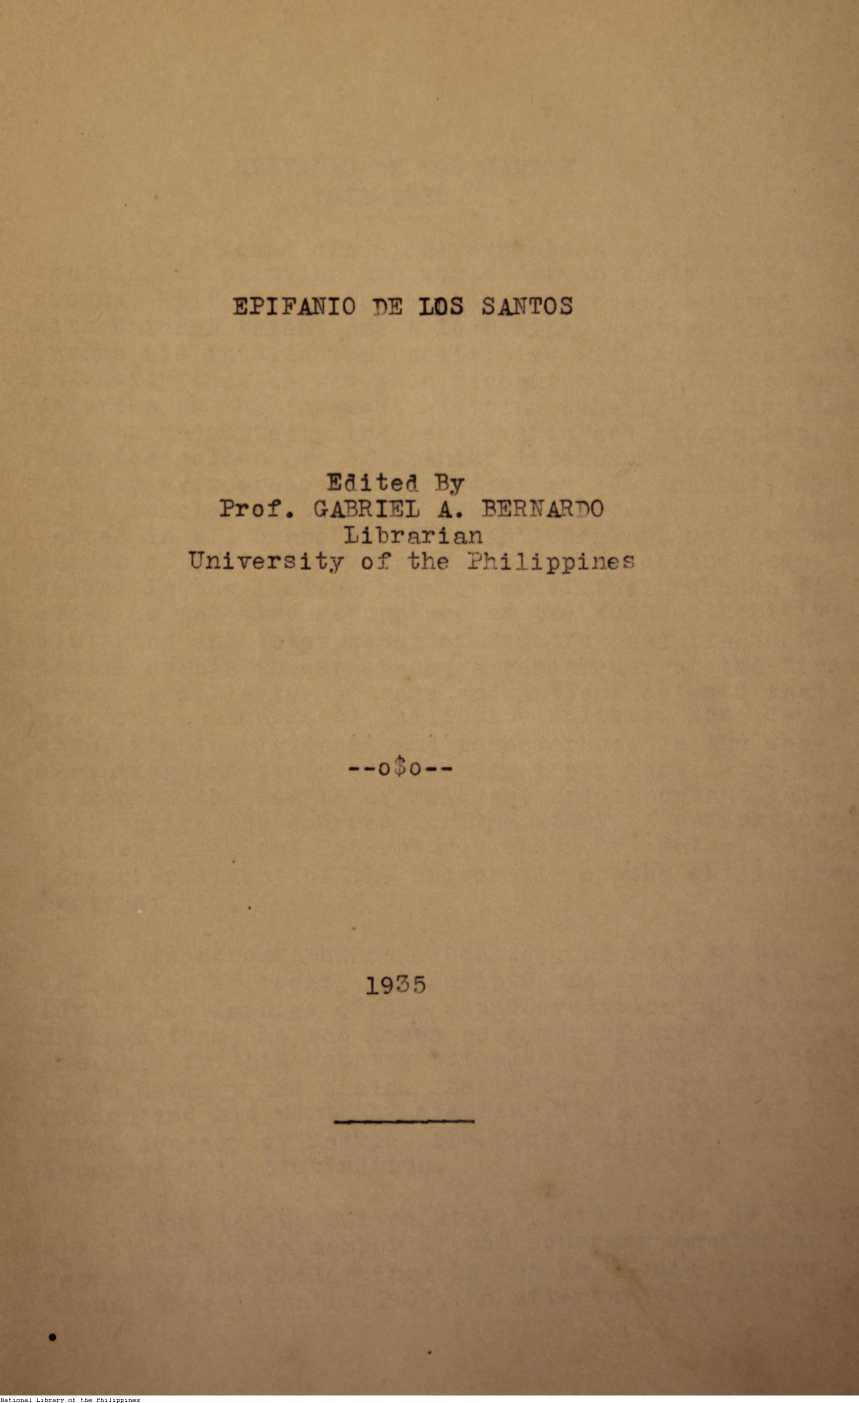 EPIFANIO DE LOS SANTOS
Edited By
Prof. GABRIEL A. BERNARDO
Librarian
University of the Philippines
--o$o--
1935
National Library of the Philippines